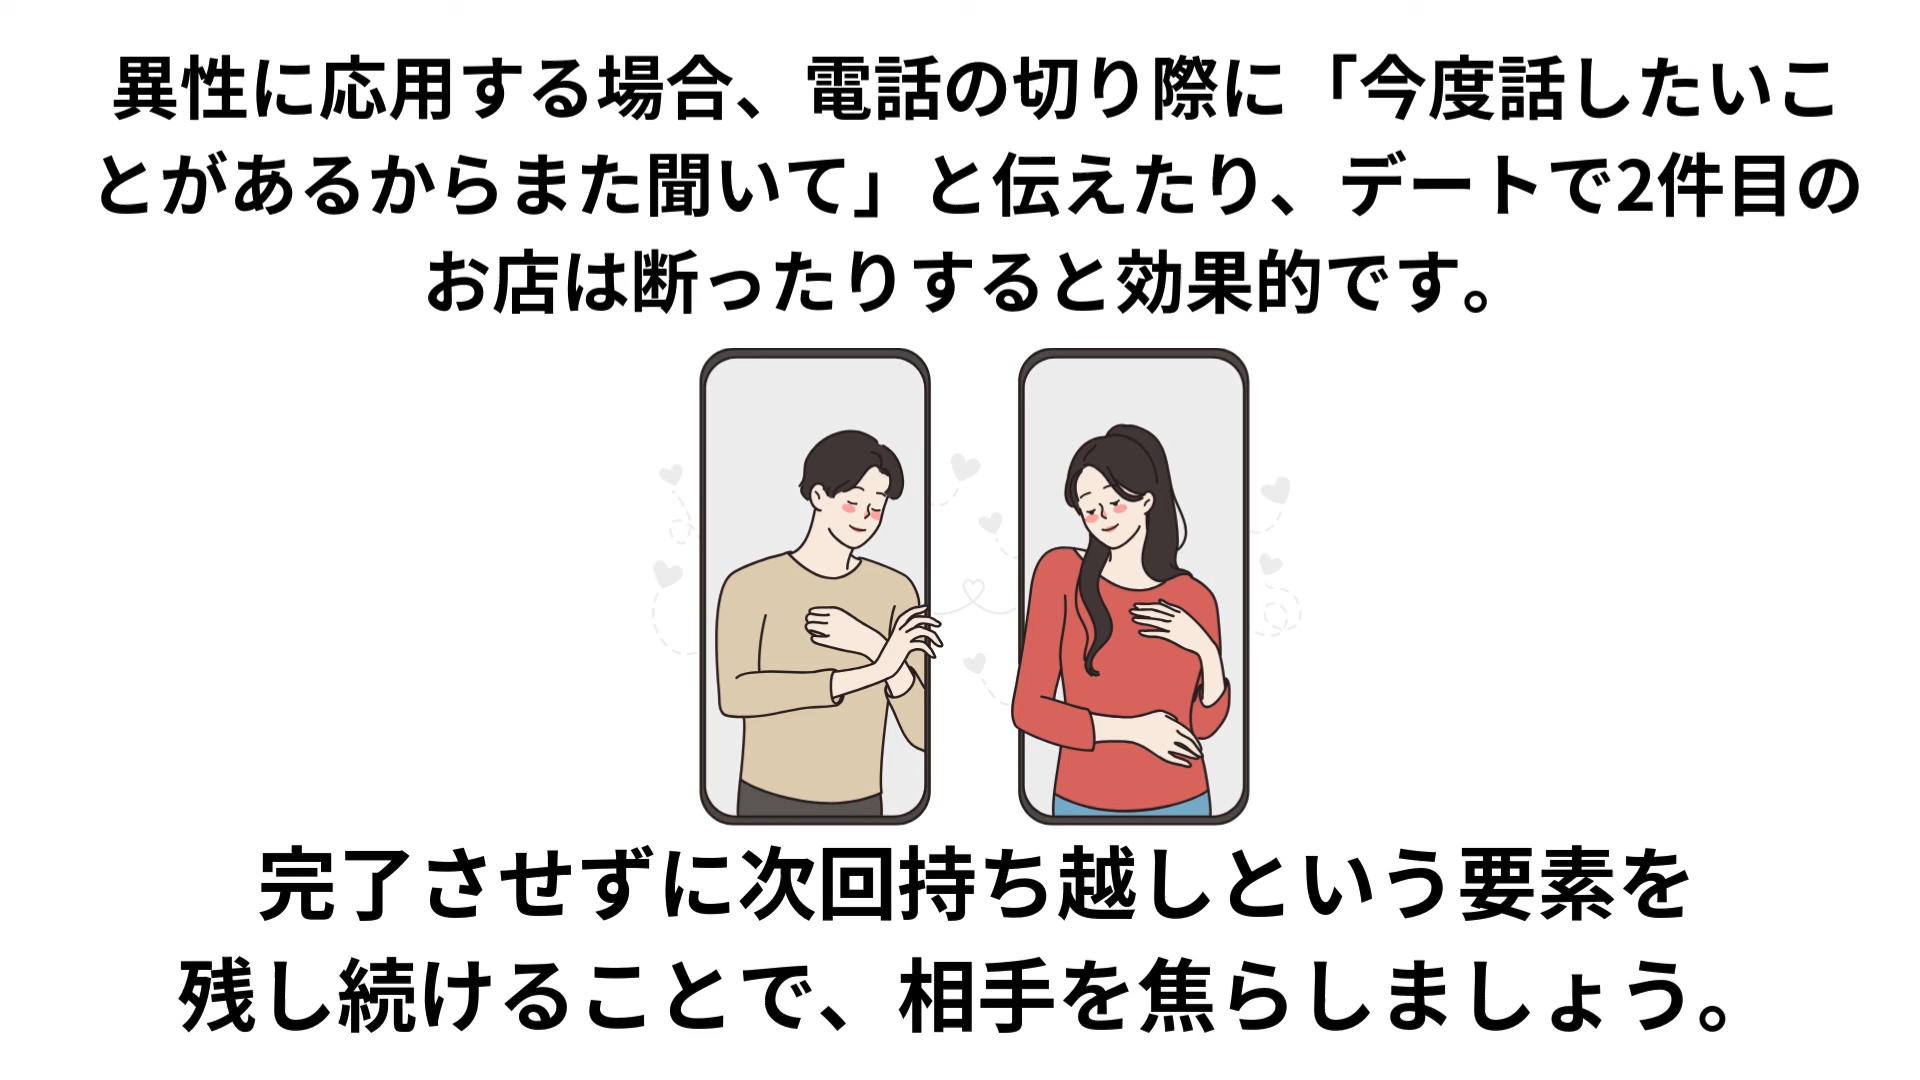 異性に応用する場合、電話の切り際に「今度話したいこ
とがあるからまた聞いて」と伝えたり、デートで2件目の
お店は断ったりすると効果的です。
完了させずに次回持ち越しという要素を
残し続けることで、相手を焦らしましょう。